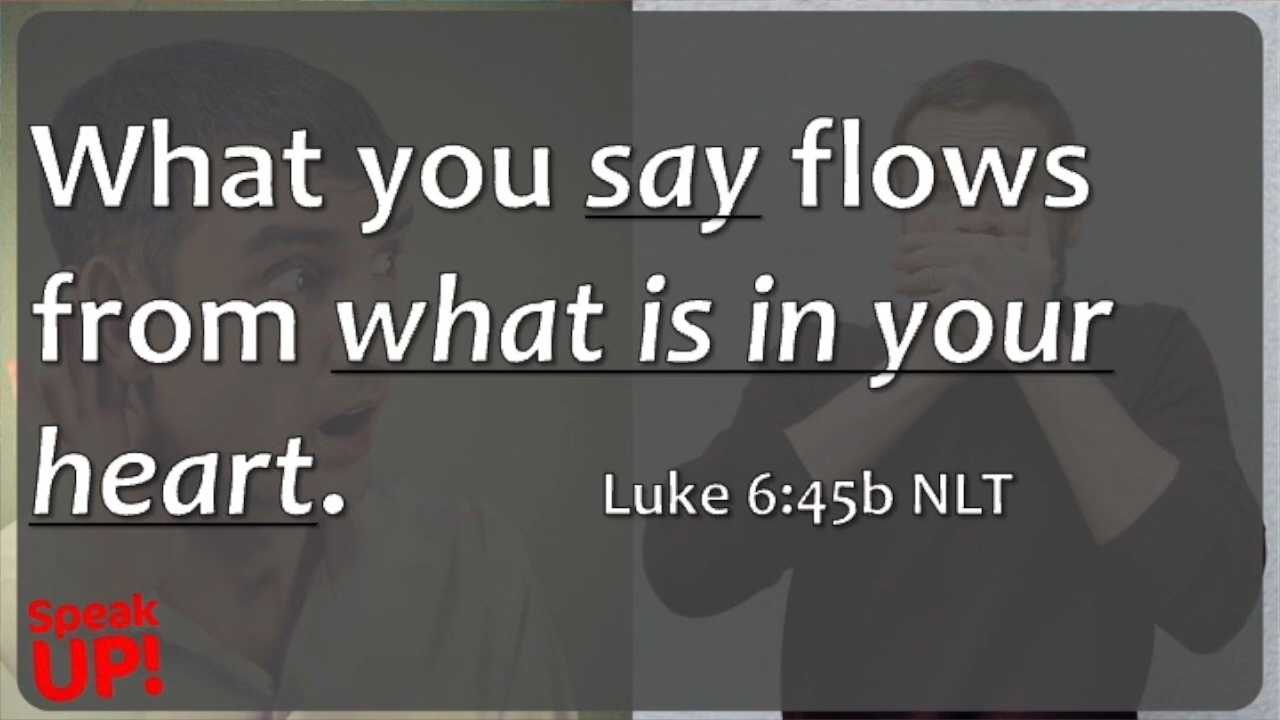 What you say flows
from what is in your
heart.
Luke 6:45b NLT
Speak
UP!